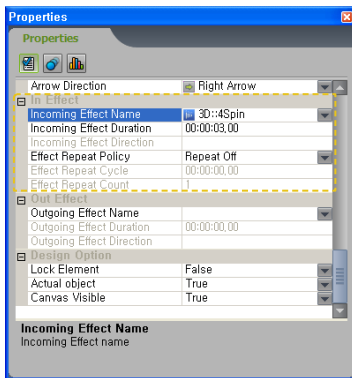 Properties
Properties
Arrow Direction Right Arrow
In Effect
Incoming Effect Name 3D::4Spin
Incoming Effect Duration 00:00:03,00
Incoming Effect Direction
Effect Repeat Policy Repeat Off
Effect Repeat Cycle 00:00:00,00
Effect Repeat Count 1
Out Effect
Outgoing Effect Name
Outgoing Effect Duration 00:00:00,00
Outgoing Effect Direction
Design Option
Lock Element False
Actual object True
Canvas Visible True
Incoming Effect Name
Incoming Effect name